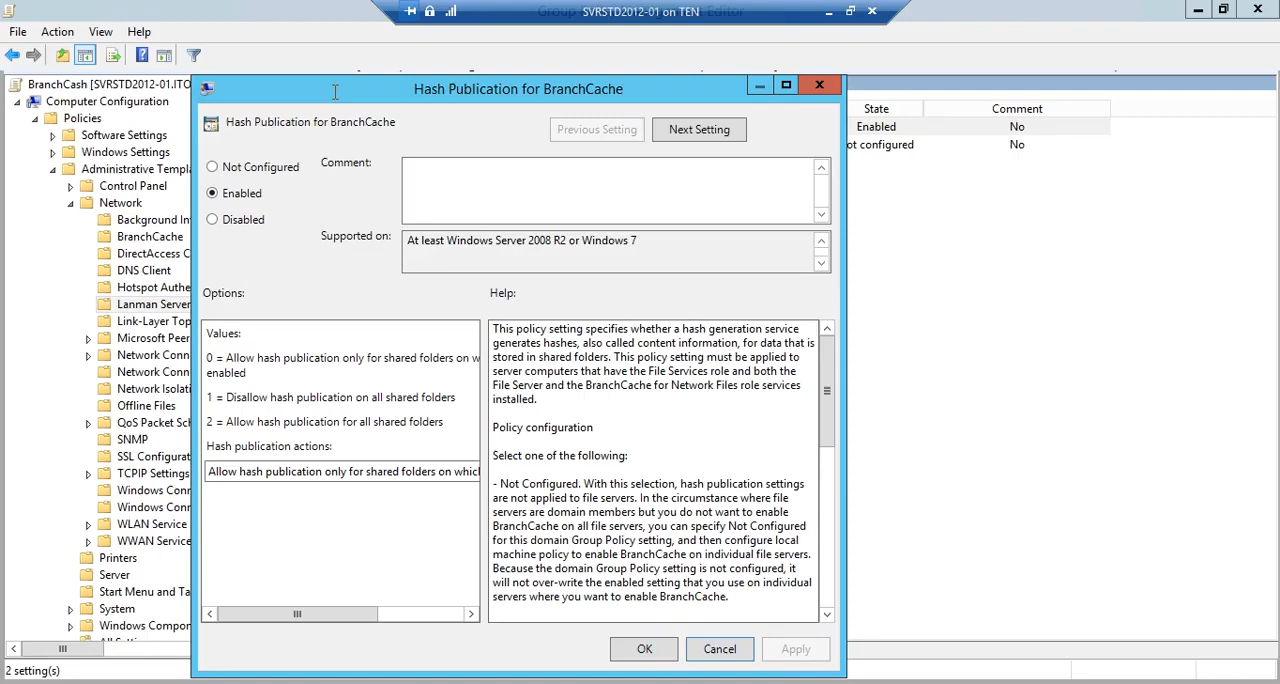 SVRSTD2012-01 on TEN
File Action View Help
BranchCash [SVRSTD2012-01.ITO
Computer Configuration
Policies
Software Settings
Windows Settings
Administrative Templa
Control Panel
Network
Background In
BranchCache
DirectAccess C
DNS Client
Hotspot Authe
Lanman Server
Link-Layer Top
Microsoft Peer
Network Conn
Network Conn
Network Isolati
Offline Files
QoS Packet Sch
SNMP
SSL Configurat
TCPIP Settings
Windows Conn
Windows Conn
WLAN Service
WWAN Service
Printers
Server
Start Menu and Ta
System
Windows Compon
2 setting(s)
Hash Publication for BranchCache
Hash Publication for BranchCache
Previous Setting Next Setting
Not Configured
Enabled
Disabled
Comment:
Supported on:
At least Windows Server 2008 R2 or Windows 7
Options:
Values:
0 = Allow hash publication only for shared folders on w
enabled
1 = Disallow hash publication on all shared folders
2 = Allow hash publication for all shared folders
Hash publication actions:
Allow hash publication only for shared folders on whicl
Help:
This policy setting specifies whether a hash generation service
generates hashes, also called content information, for data that is
stored in shared folders. This policy setting must be applied to
server computers that have the File Services role and both the
File Server and the BranchCache for Network Files role services
installed.
Policy configuration
Select one of the following:
- Not Configured. With this selection, hash publication settings
are not applied to file servers. In the circumstance where file
servers are domain members but you do not want to enable
BranchCache on all file servers, you can specify Not Configured
for this domain Group Policy setting, and then configure local
machine policy to enable BranchCache on individual file servers.
Because the domain Group Policy setting is not configured, it
will not over-write the enabled setting that you use on individual
servers where you want to enable BranchCache.
OK Cancel Apply
State Comment
Enabled No
ot configured No